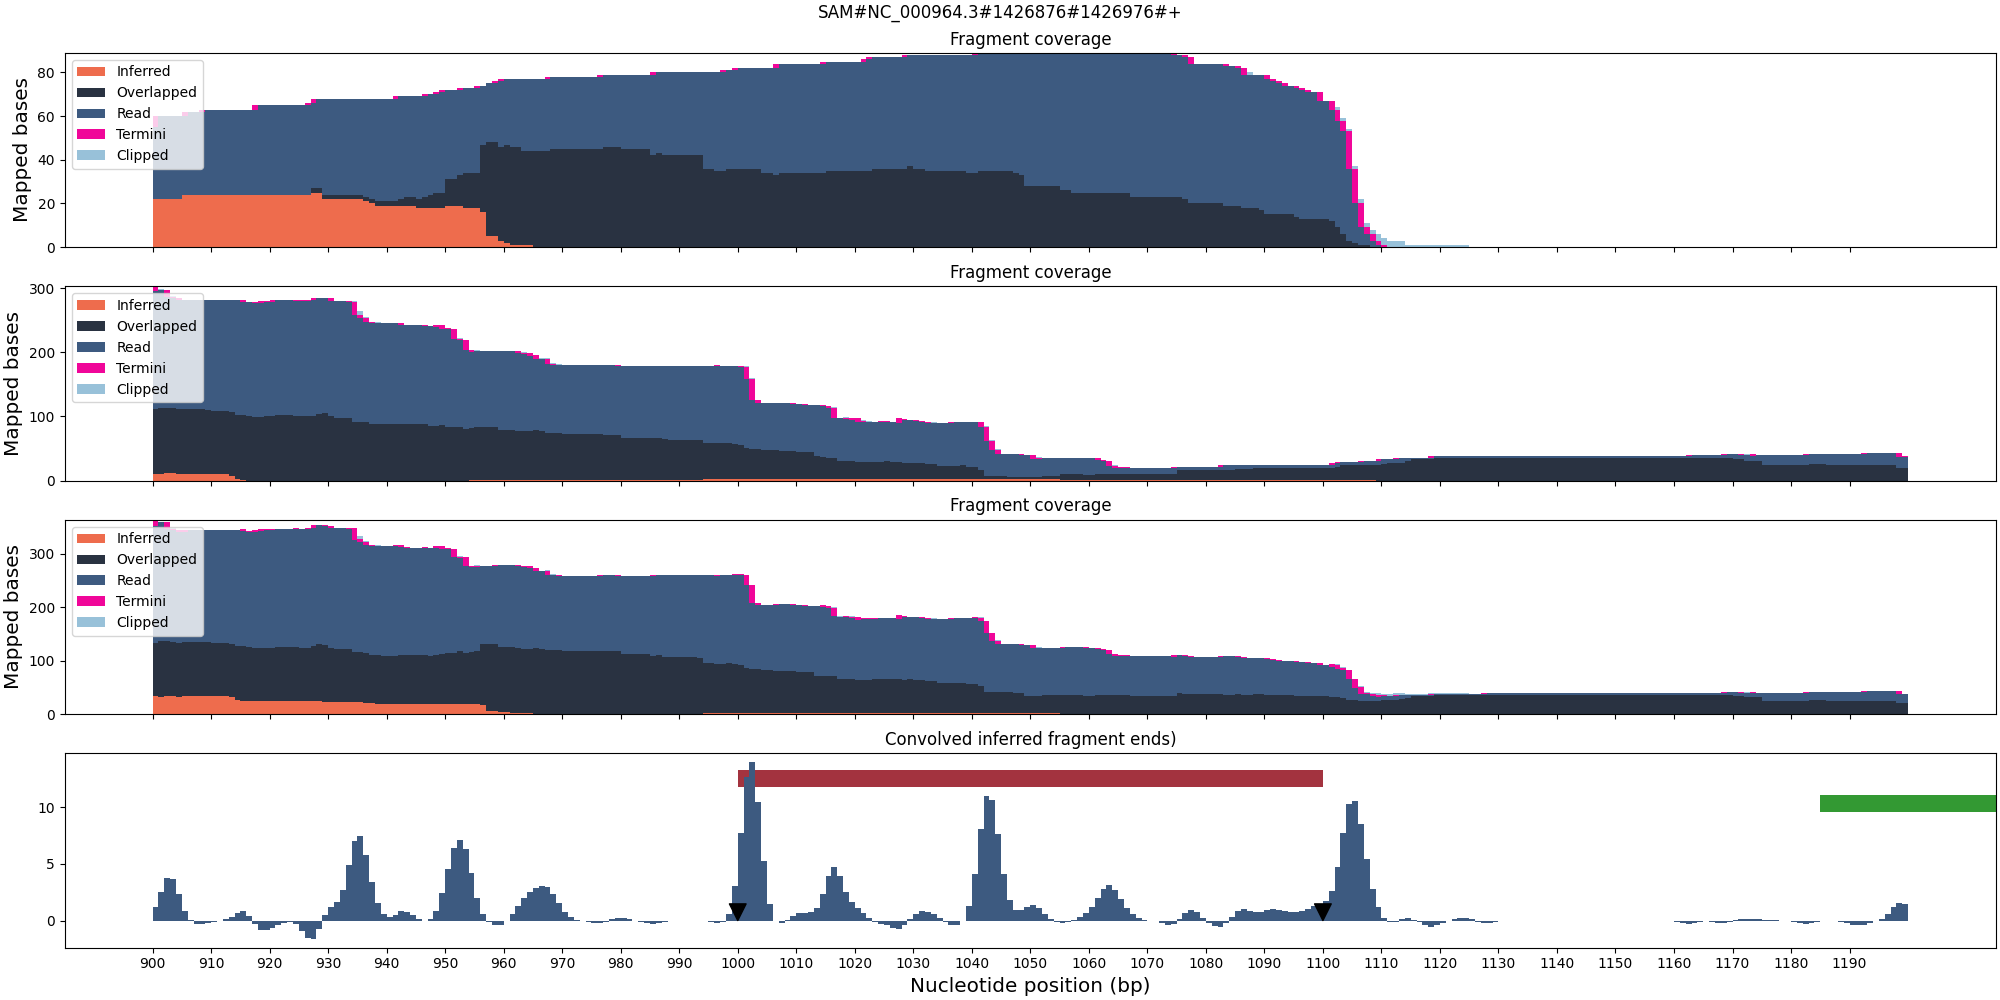 SAM#NC_000964.3#1426876#1426976#+
Fragment coverage
Mapped bases
80
60
40
20
0
Inferred
Overlapped
Read
Termini
Clipped
Fragment coverage
Mapped bases
300
200
100
0
Inferred
Overlapped
Read
Termini
Clipped
Fragment coverage
Mapped bases
300
200
100
0
Inferred
Overlapped
Read
Termini
Clipped
Convolved inferred fragment ends)
10
5
0
900 910 920 930 940 950 960 970 980 990 1000 1010 1020 1030 1040 1050 1060 1070 1080 1090 1100 1110 1120 1130 1140 1150 1160 1170 1180 1190
Nucleotide position (bp)